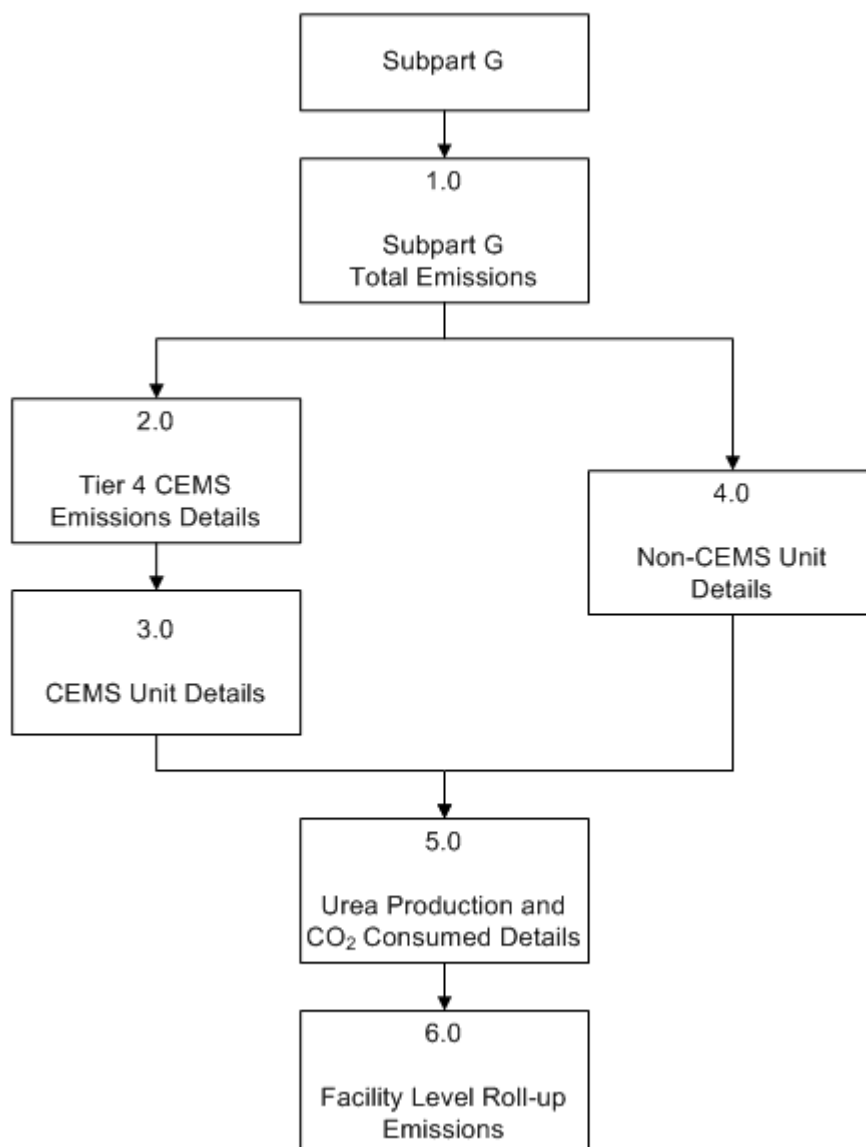 Subpart G
1.0
Subpart G
Total Emissions
2.0
Tier 4 CEMS
Emissions Details
4.0
Non-CEMS Unit
Details
3.0
CEMS Unit Details
5.0
Urea Production and
CO₂ Consumed Details
6.0
Facility Level Roll-up
Emissions